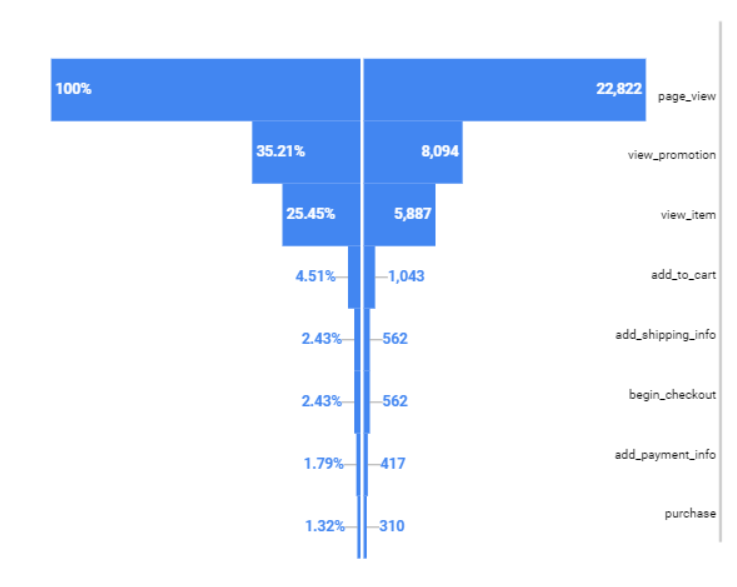 100% 22,822 page_view
35.21% 8,094 view_promotion
25.45% 5,887 view_item
4.51% 1,043 add_to_cart
2.43% 562 add_shipping_info
2.43% 562 begin_checkout
1.79% 417 add_payment_info
1.32% 310 purchase